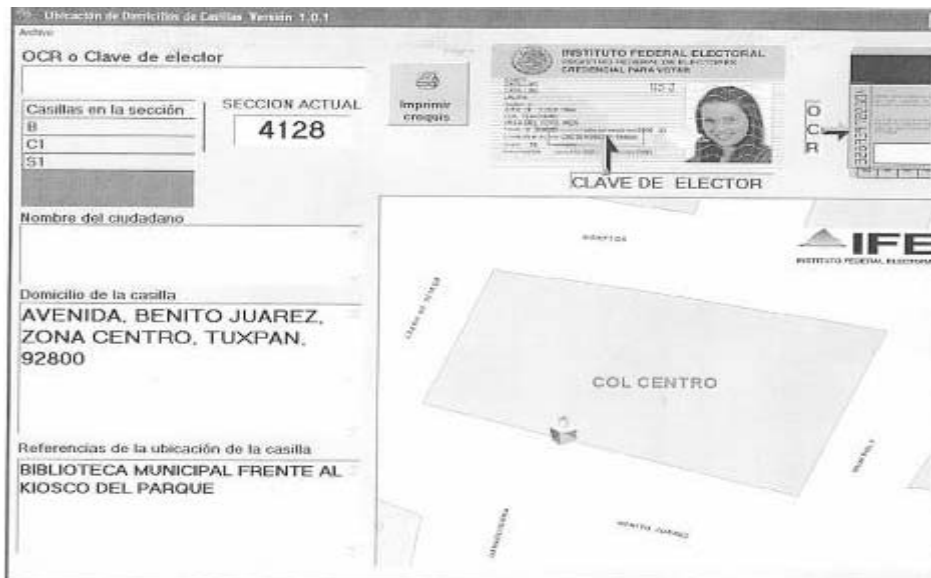 Ubicación de Domicilios de Casillas Versión 1.0.1
Archivo
OCR o Clave de elector
Casillas en la sección
B
C1
S1
SECCION ACTUAL
4128
Imprimir
croquis
INSTITUTO FEDERAL ELECTORAL
REGISTRO FEDERAL DE ELECTORES
CREDENCIAL PARA VOTAR
CLAVE DE ELECTOR
O
C
R
Nombre del ciudadano
Domicilio de la casilla
AVENIDA, BENITO JUAREZ,
ZONA CENTRO, TUXPAN,
92800
Referencias de la ubicación de la casilla
BIBLIOTECA MUNICIPAL FRENTE AL
KIOSCO DEL PARQUE
IFE
INSTITUTO FEDERAL ELECTORA
COL CENTRO
BENITO JUAREZ